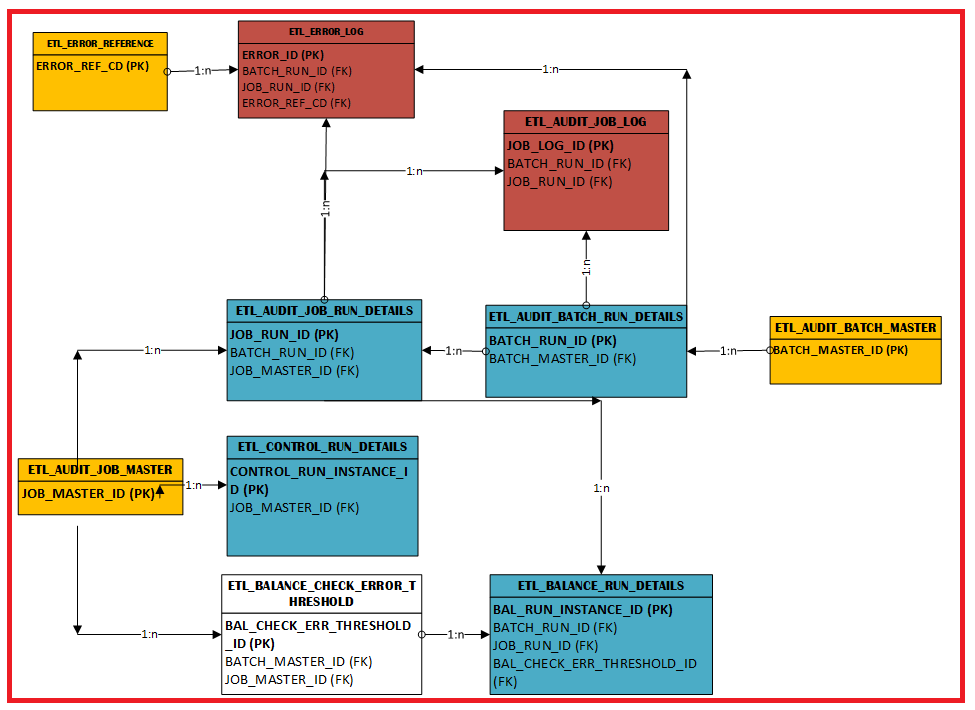 ETL_ERROR_REFERENCE
ERROR_REF_CD (PK)
1:n
ETL_ERROR_LOG
ERROR_ID (PK)
BATCH_RUN_ID (FK)
JOB_RUN_ID (FK)
ERROR_REF_CD (FK)
1:n
ETL_AUDIT_JOB_LOG
JOB_LOG_ID (PK)
BATCH_RUN_ID (FK)
JOB_RUN_ID (FK)
1:n
1:n
1:n
ETL_AUDIT_JOB_RUN_DETAILS
JOB_RUN_ID (PK)
BATCH_RUN_ID (FK)
JOB_MASTER_ID (FK)
1:n
ETL_AUDIT_BATCH_RUN_DETAILS
BATCH_RUN_ID (PK)
BATCH_MASTER_ID (FK)
1:n
ETL_AUDIT_BATCH_MASTER
BATCH_MASTER_ID (PK)
1:n
ETL_AUDIT_JOB_MASTER
JOB_MASTER_ID (PK)
1:n
ETL_CONTROL_RUN_DETAILS
CONTROL_RUN_INSTANCE_I
D (PK)
JOB_MASTER_ID (FK)
1:n
1:n
ETL_BALANCE_CHECK_ERROR_T
HRESHOLD
BAL_CHECK_ERR_THRESHOLD
_ID (PK)
BATCH_MASTER_ID (FK)
JOB_MASTER_ID (FK)
1:n
ETL_BALANCE_RUN_DETAILS
BAL_RUN_INSTANCE_ID (PK)
BATCH_RUN_ID (FK)
JOB_RUN_ID (FK)
BAL_CHECK_ERR_THRESHOLD_ID
(FK)